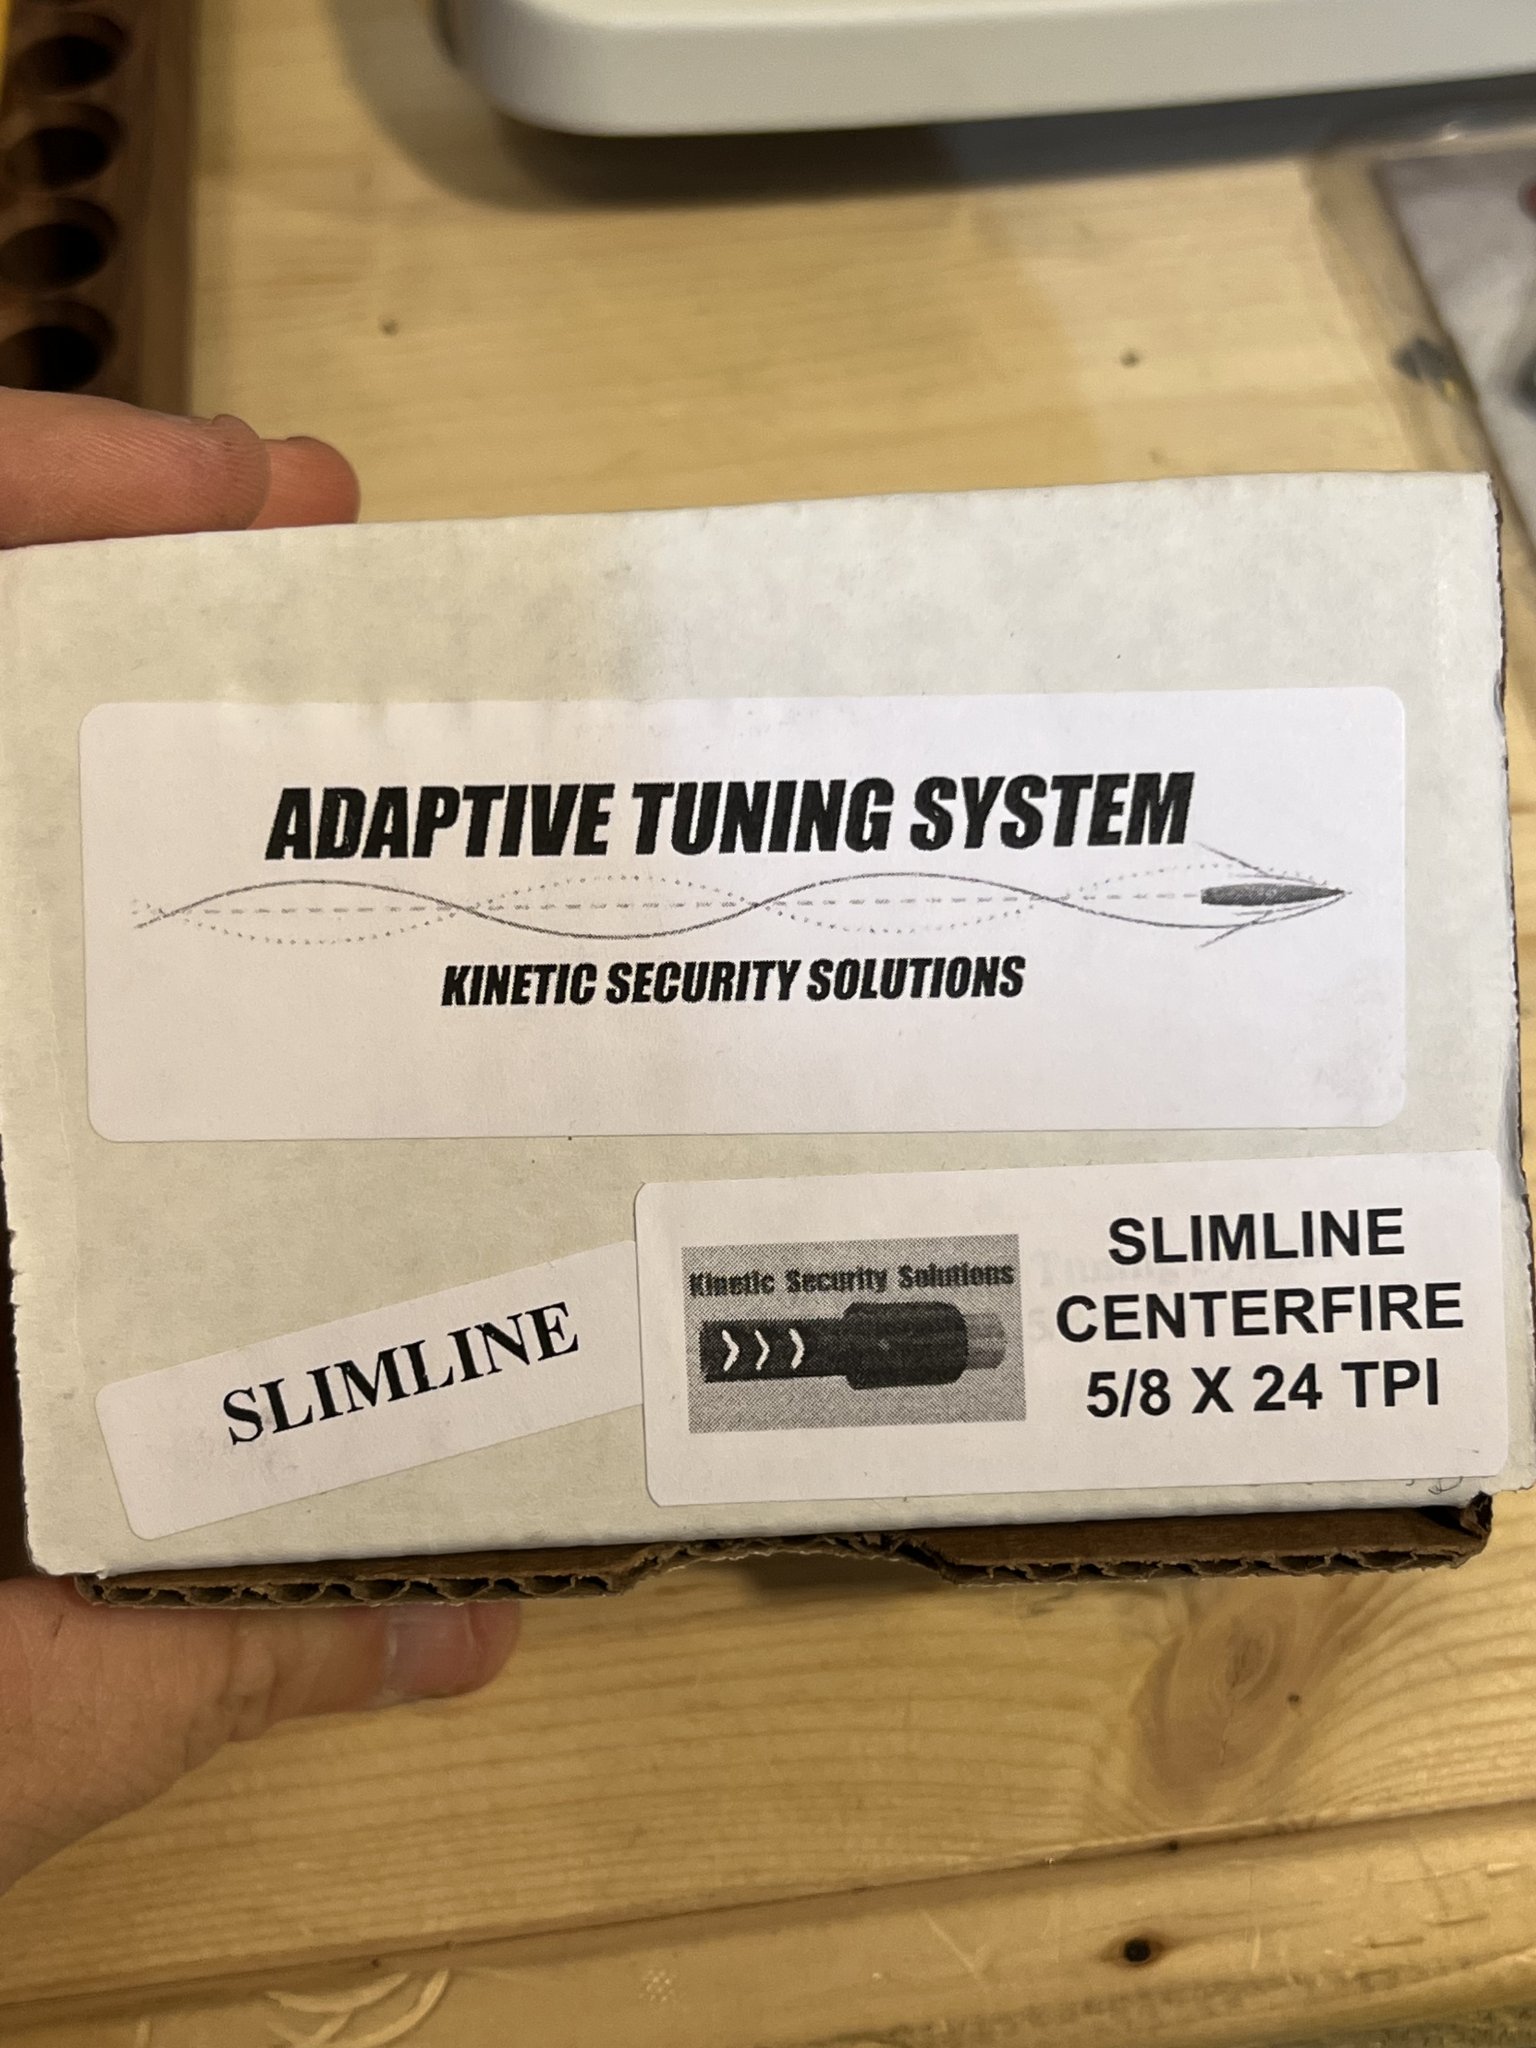 ADAPTIVE TUNING SYSTEM
KINETIC SECURITY SOLUTIONS
SLIMLINE
Kinetic Security Solutions
SLIMLINE
CENTERFIRE
5/8 X 24 TPI